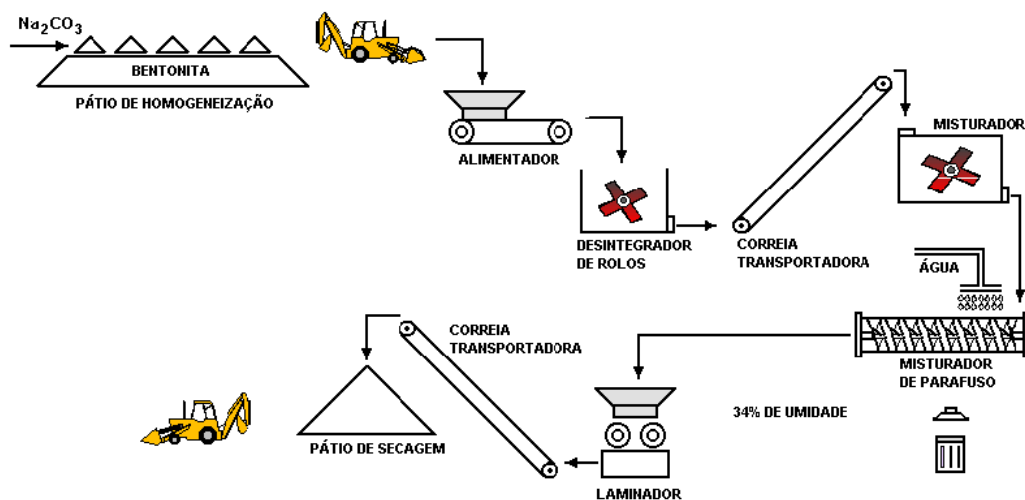 Na₂CO₃
BENTONITA
PÁTIO DE HOMOGENEIZAÇÃO
ALIMENTADOR
DESINTEGRADOR
DE ROLOS
CORREIA
TRANSPORTADORA
MISTURADOR
ÁGUA
MISTURADOR
DE PARAFUSO
34% DE UMIDADE
LAMINADOR
CORREIA
TRANSPORTADORA
PÁTIO DE SECAGEM